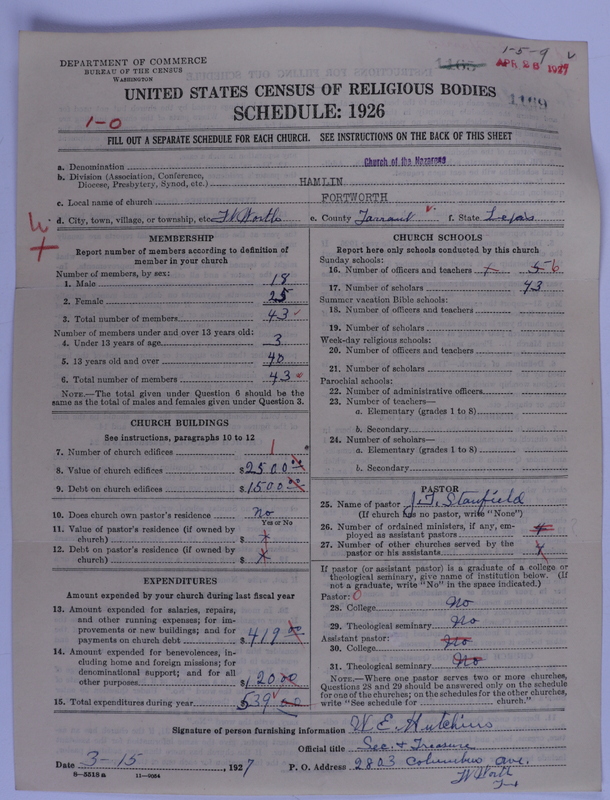 1-5-9 v
DEPARTMENT OF COMMERCE
BUREAU OF THE CENSUS
WASHINGTON
1165
APR 26 1927
UNITED STATES CENSUS OF RELIGIOUS BODIES
SCHEDULE: 1926
1169
1-0
FILL OUT A SEPARATE SCHEDULE FOR EACH CHURCH. SEE INSTRUCTIONS ON THE BACK OF THIS SHEET
a. Denomination Church of the Nazarene
b. Division (Association, Conference, Diocese, Presbytery, Synod, etc.) HAMLIN
c. Local name of church FORTWORTH
d. City, town, village, or township, etc. Ft Worth e. County Tarrant f. State Texas
MEMBERSHIP
Report number of members according to definition of
member in your church
Number of members, by sex:
1. Male 18
2. Female 25
3. Total number of members 43
Number of members under and over 13 years old:
4. Under 13 years of age 3
5. 13 years old and over 40
6. Total number of members 43
NOTE.—The total given under Question 6 should be
same as the total of males and females given under Question 3.
CHURCH BUILDINGS
See instructions, paragraphs 10 to 12
7. Number of church edifices 1
8. Value of church edifices $2500 00
9. Debt on church edifices $1500 00
10. Does church own pastor's residence No
Yes or No
11. Value of pastor's residence (if owned by
church) $
12. Debt on pastor's residence (if owned by
church) $
EXPENDITURES
Amount expended by your church during last fiscal year
13. Amount expended for salaries, repairs,
and other running expenses; for im-
provements or new buildings; and for
payments on church debt $419 00
14. Amount expended for benevolences, in-
cluding home and foreign missions; for
denominational support; and for all
other purposes $120 00
15. Total expenditures during year 539 00
CHURCH SCHOOLS
Report here only schools conducted by this church
Sunday schools:
16. Number of officers and teachers 5 6
17. Number of scholars 43
Summer vacation Bible schools:
18. Number of officers and teachers
19. Number of scholars
Week-day religious schools:
20. Number of officers and teachers
21. Number of scholars
Parochial schools:
22. Number of administrative officers
23. Number of teachers—
a. Elementary (grades 1 to 8)
b. Secondary
24. Number of scholars—
a. Elementary (grades 1 to 8)
b. Secondary
PASTOR
25. Name of pastor J. T. Stanfield
(If church has no pastor, write "None")
26. Number of ordained ministers, if any, em-
ployed as assistant pastors
27. Number of other churches served by the
pastor or his assistants
If pastor (or assistant pastor) is a graduate of a college or
theological seminary, give name of institution below. (If
not a graduate, write "No" in the space indicated.)
Pastor: 0
28. College No
29. Theological seminary No
Assistant pastor:
30. College No
31. Theological seminary No
NOTE.—Where one pastor serves two or more churches,
Questions 28 and 29 should be answered only on the schedule
for one of the churches; on the schedules for the other churches,
write "See schedule for church."
Signature of person furnishing information W. E. Hutchins
Official title Sec. & Treasure
Date 3-15, 1927 P. O. Address 2803 Columbus ave.
8-5518 a 11-9064
Ft Worth